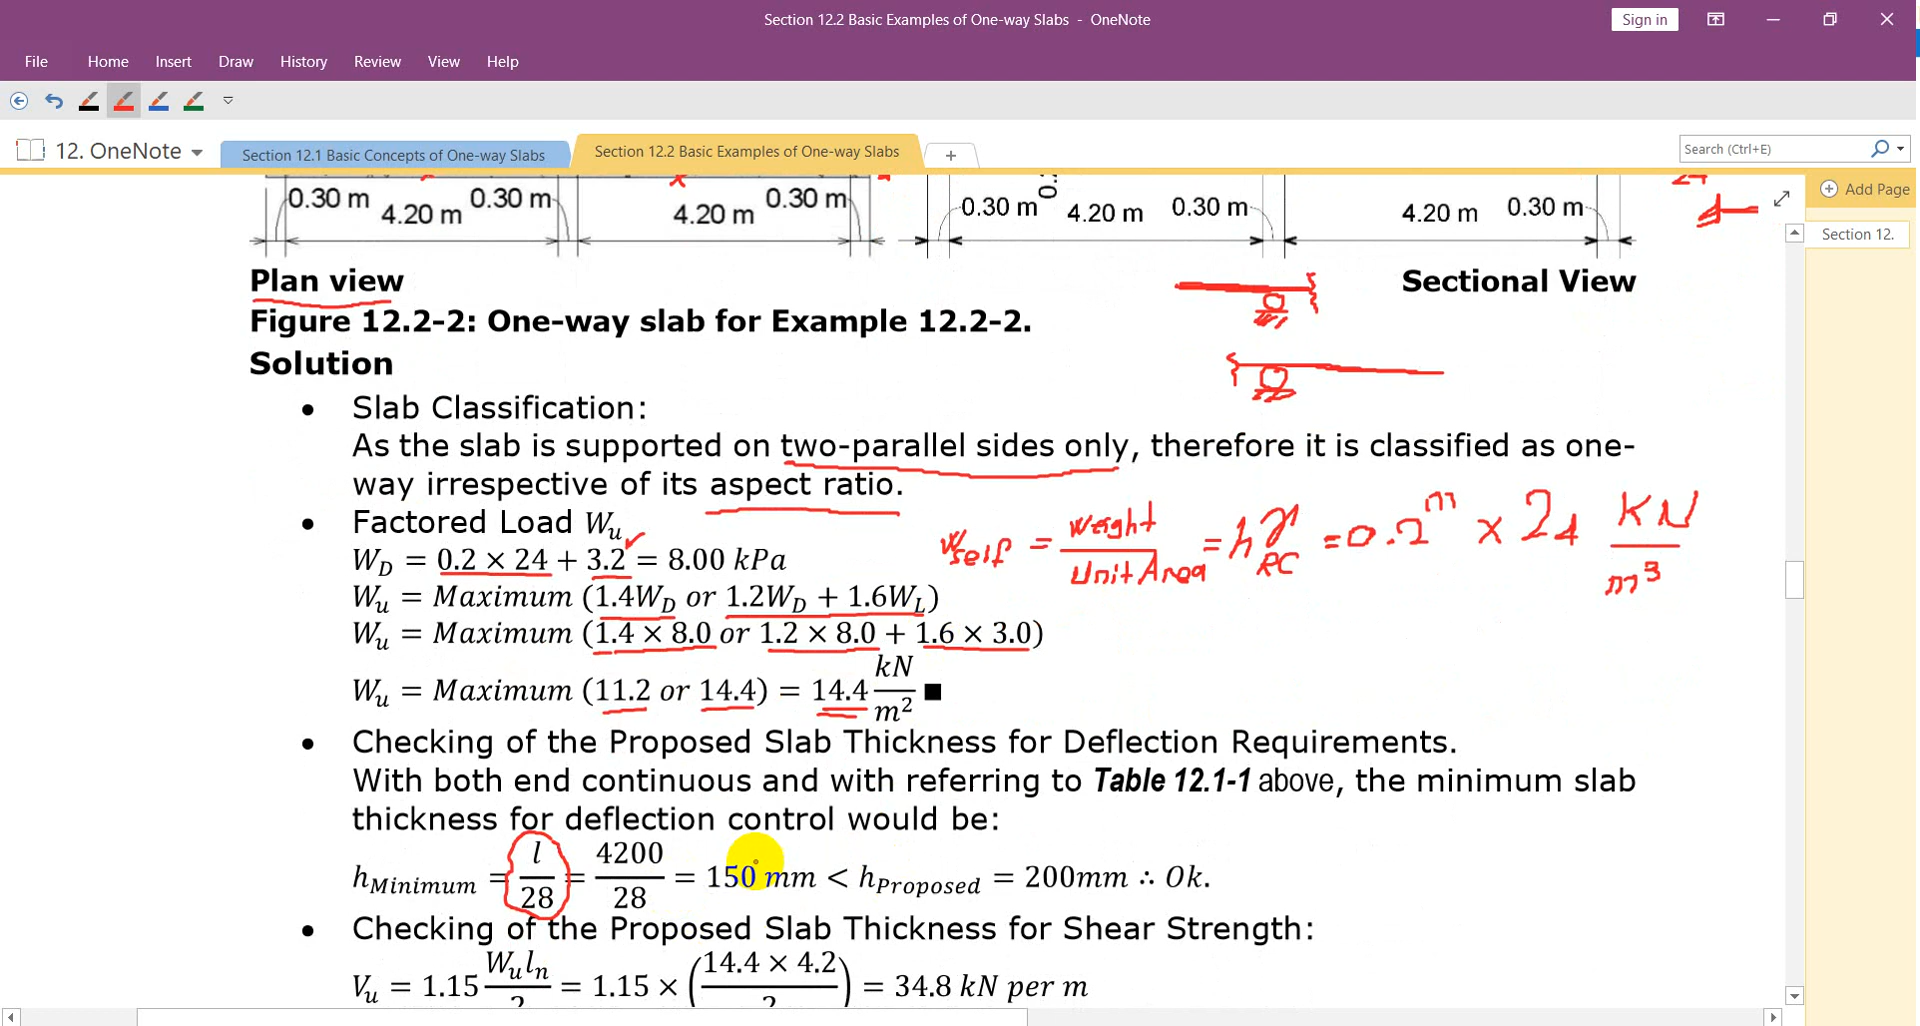 Section 12.2 Basic Examples of One-way Slabs - OneNote
Sign in
File Home Insert Draw History Review View Help
12. OneNote
Section 12.1 Basic Concepts of One-way Slabs
Section 12.2 Basic Examples of One-way Slabs
+
Search (Ctrl+E)
Add Page
Section 12.
0.30 m 4.20 m 0.30 m 4.20 m 0.30 m
0.30 m 4.20 m 0.30 m 4.20 m 0.30 m
Plan view
Sectional View
Figure 12.2-2: One-way slab for Example 12.2-2.
Solution
• Slab Classification:
As the slab is supported on two-parallel sides only, therefore it is classified as one-
way irrespective of its aspect ratio.
• Factored Load W_u
W_D = 0.2 × 24 + 3.2 = 8.00 kPa
W_self = Weight / Unit Area = h γ_RC = 0.2 m × 24 KN / m³
W_u = Maximum (1.4W_D or 1.2W_D + 1.6W_L)
W_u = Maximum (1.4 × 8.0 or 1.2 × 8.0 + 1.6 × 3.0)
W_u = Maximum (11.2 or 14.4) = 14.4 kN/m² ■
• Checking of the Proposed Slab Thickness for Deflection Requirements.
With both end continuous and with referring to Table 12.1-1 above, the minimum slab
thickness for deflection control would be:
h_Minimum = l/28 = 4200/28 = 150 mm < h_Proposed = 200mm ∴ Ok.
• Checking of the Proposed Slab Thickness for Shear Strength:
V_u = 1.15 W_u l_n / 2 = 1.15 × (14.4 × 4.2 / 2) = 34.8 kN per m